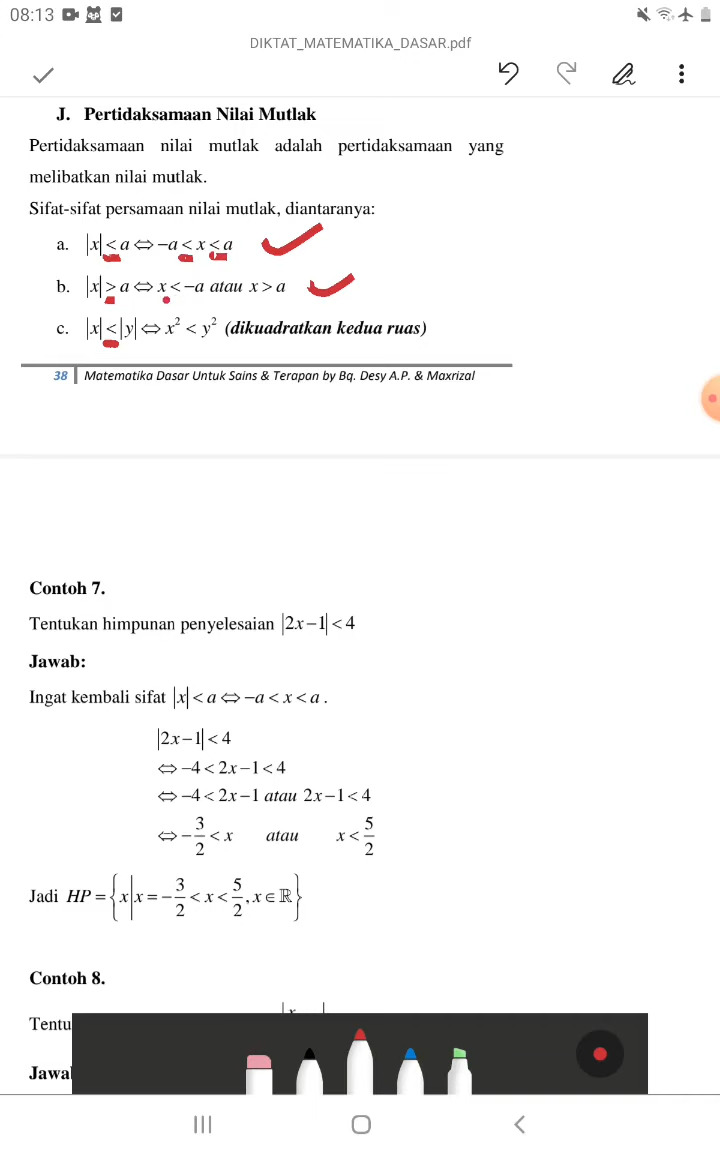 08:13
DIKTAT_MATEMATIKA_DASAR.pdf
J. Pertidaksamaan Nilai Mutlak
Pertidaksamaan nilai mutlak adalah pertidaksamaan yang
melibatkan nilai mutlak.
Sifat-sifat persamaan nilai mutlak, diantaranya:
a. |x| < a ⇔ −a < x < a
b. |x| > a ⇔ x < −a atau x > a
c. |x| < |y| ⇔ x² < y² (dikuadratkan kedua ruas)
38 | Matematika Dasar Untuk Sains & Terapan by Bq. Desy A.P. & Maxrizal
Contoh 7.
Tentukan himpunan penyelesaian |2x−1| < 4
Jawab:
Ingat kembali sifat |x| < a ⇔ −a < x < a .
|2x−1| < 4
⇔ −4 < 2x−1 < 4
⇔ −4 < 2x−1 atau 2x−1 < 4
⇔ −3/2 < x atau x < 5/2
Jadi HP = {x|x = −3/2 < x < 5/2, x ∈ ℝ}
Contoh 8.
Tentu
Jawa